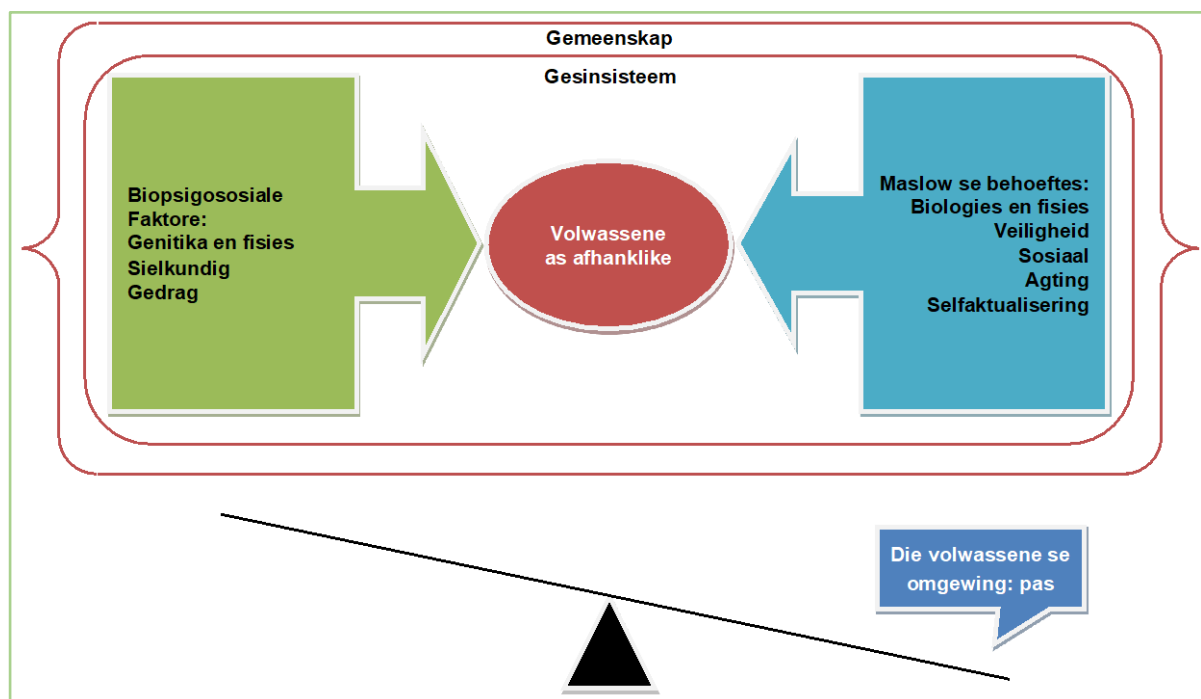 Gemeenskap
Gesinsisteem
Biopsigososiale
Faktore:
Genitika en fisies
Sielkundig
Gedrag
Volwassene
as afhanklike
Maslow se behoeftes:
Biologies en fisies
Veiligheid
Sosiaal
Agting
Selfaktualisering
Die volwassene se
omgewing: pas